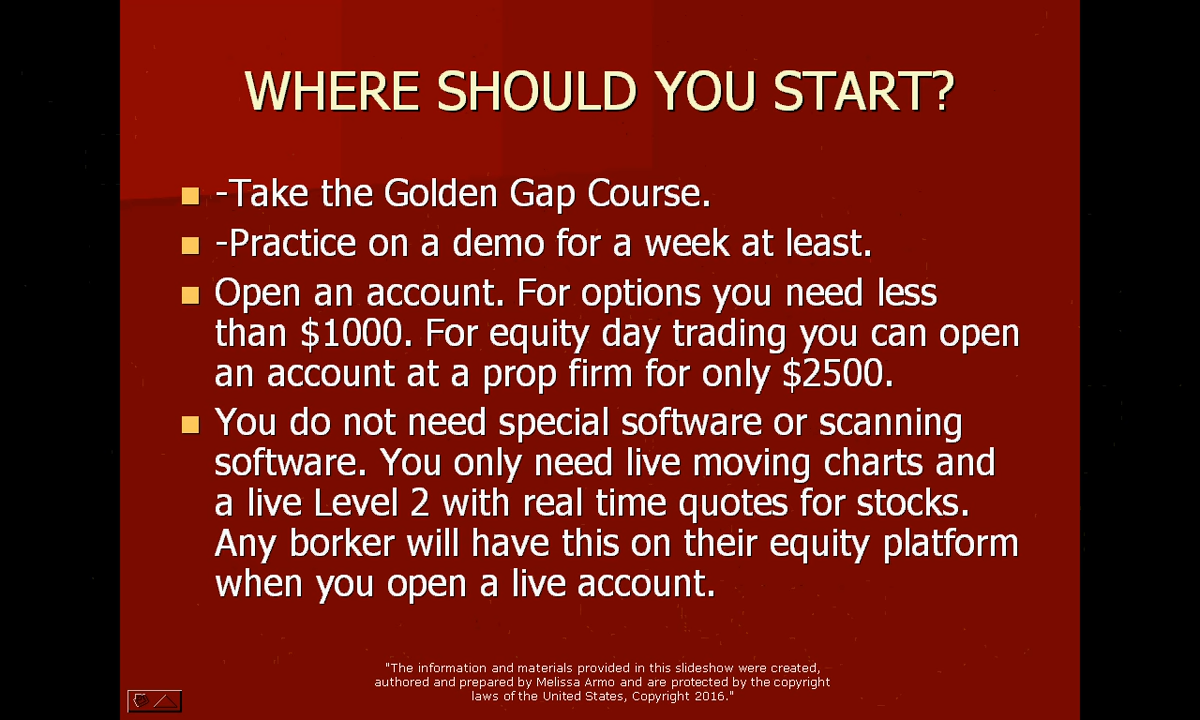 WHERE SHOULD YOU START?
-Take the Golden Gap Course.
-Practice on a demo for a week at least.
Open an account. For options you need less
than $1000. For equity day trading you can open
an account at a prop firm for only $2500.
You do not need special software or scanning
software. You only need live moving charts and
a live Level 2 with real time quotes for stocks.
Any borker will have this on their equity platform
when you open a live account.
"The information and materials provided in this slideshow were created,
authored and prepared by Melissa Armo and are protected by the copyright
laws of the United States, Copyright 2016."